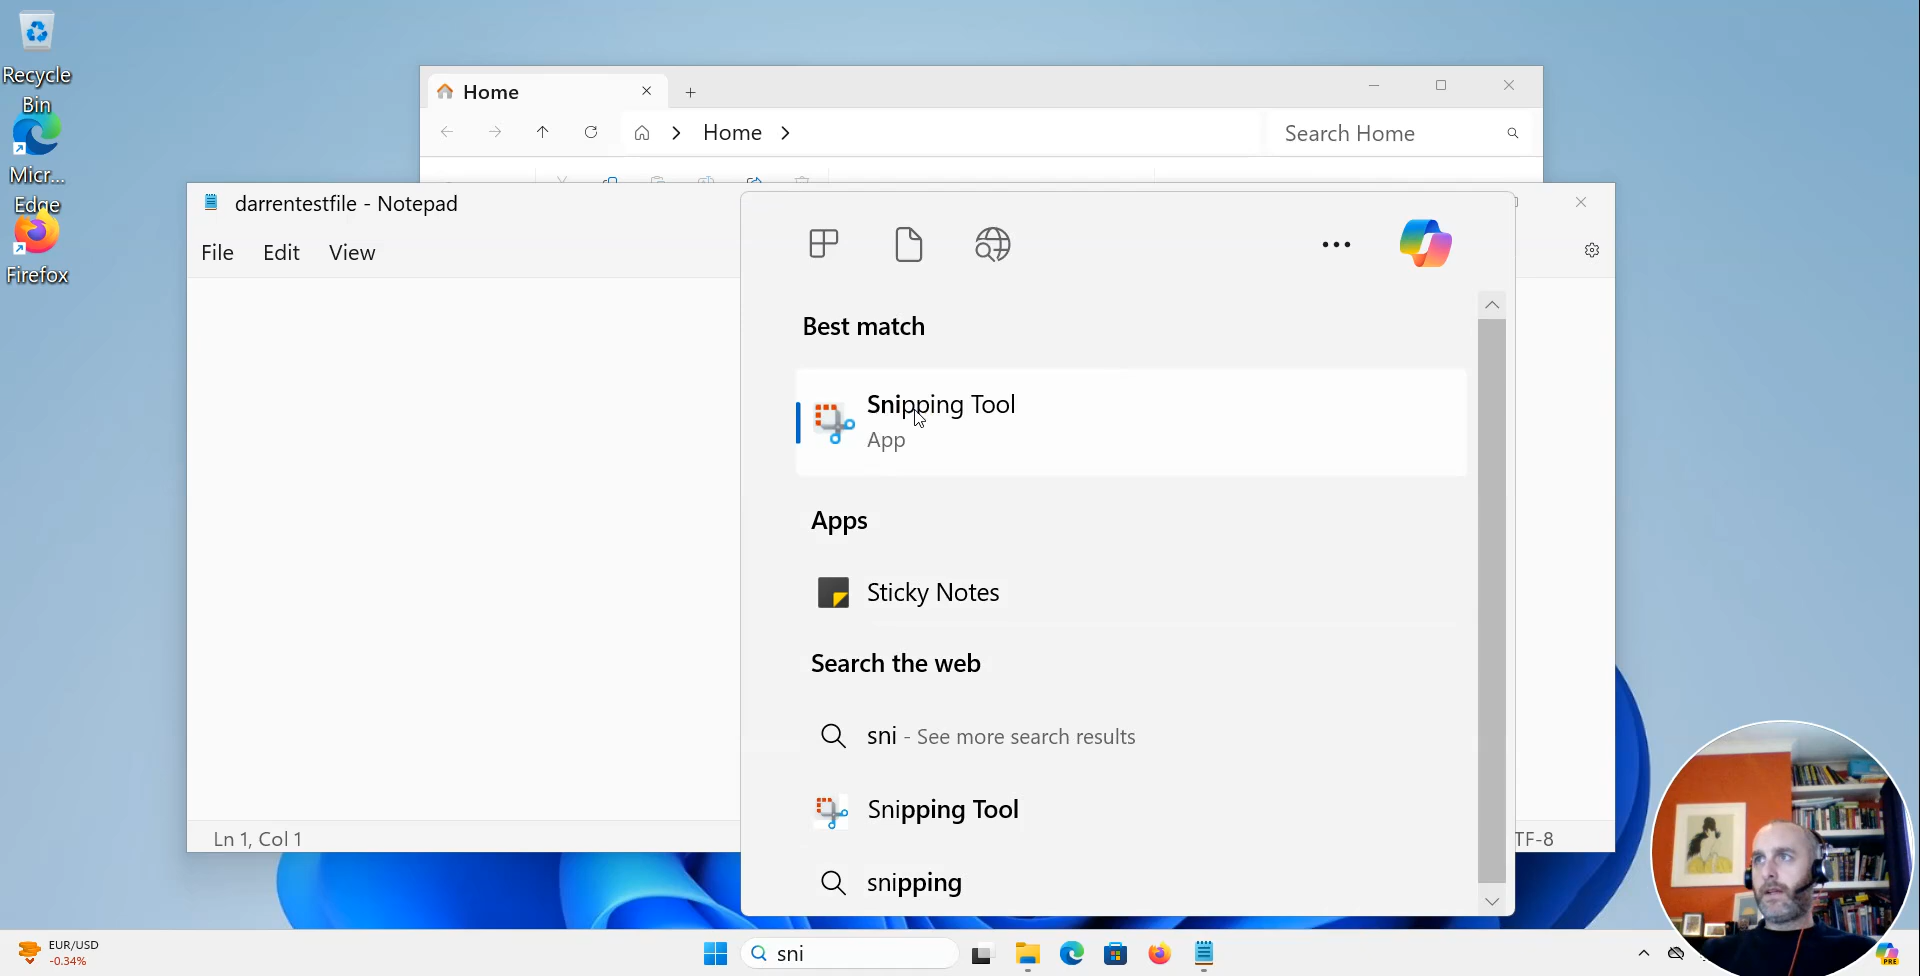 Recycle
Bin
Micr...
Edge
Firefox
Home
Home
Search Home
darrentestfile - Notepad
File Edit View
Ln 1, Col 1
TF-8
Best match
Snipping Tool
App
Apps
Sticky Notes
Search the web
sni - See more search results
Snipping Tool
snipping
EUR/USD
-0.34%
sni
PRE